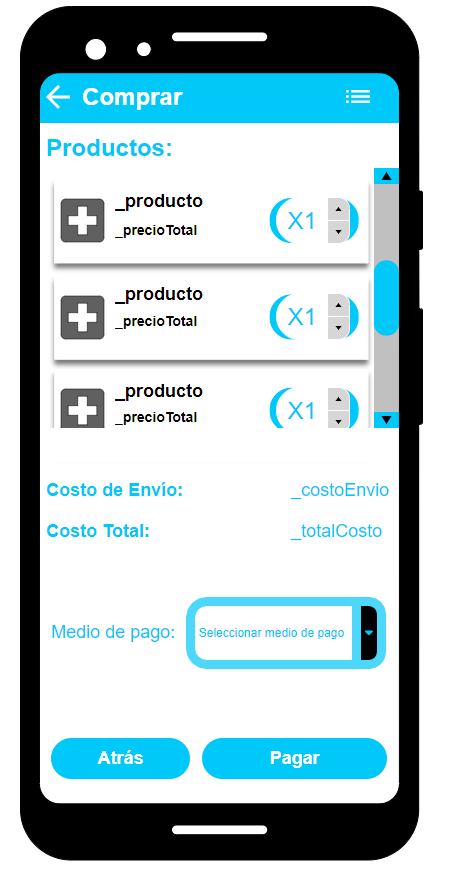 Comprar
Productos:
_producto
_precioTotal
X1
_producto
_precioTotal
X1
_producto
_precioTotal
X1
Costo de Envío: _costoEnvio
Costo Total: _totalCosto
Medio de pago: Seleccionar medio de pago
Atrás Pagar